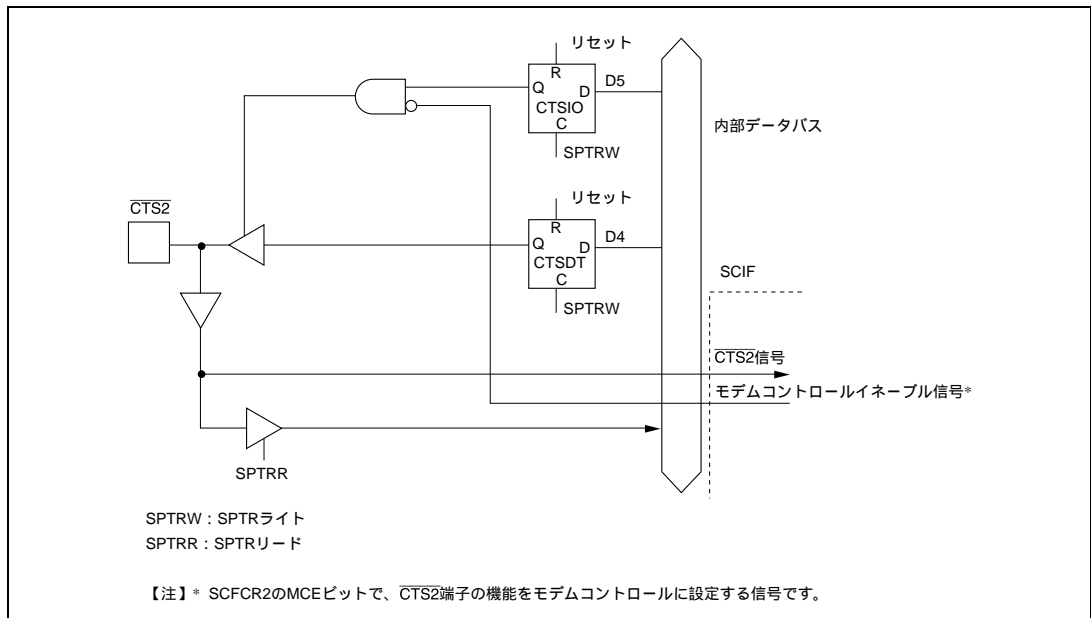 リセット
R
Q
D
D5
CTSIO
C
SPTRW
内部データバス
CTS2
リセット
R
Q
D
D4
CTSDT
C
SPTRW
SCIF
CTS2信号
モデムコントロールイネーブル信号*
SPTRR
SPTRW：SPTRライト
SPTRR：SPTRリード
【注】* SCFCR2のMCEビットで、CTS2端子の機能をモデムコントロールに設定する信号です。